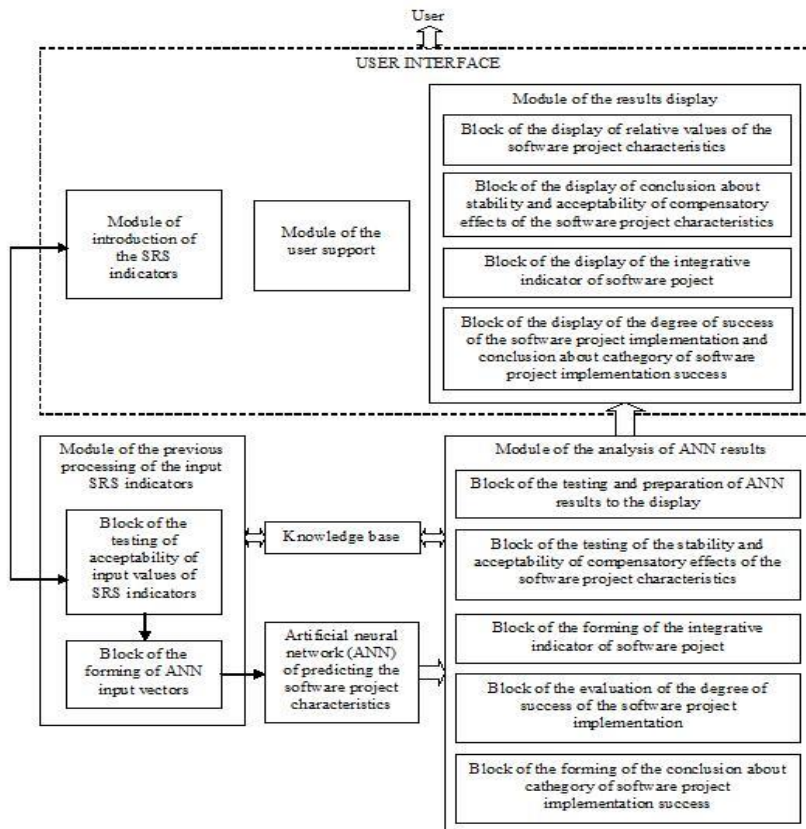 User
USER INTERFACE
Module of the results display
Block of the display of relative values of the
software project characteristics
Block of the display of conclusion about
stability and acceptability of compensatory
effects of the software project characteristics
Block of the display of the integrative
indicator of software poject
Block of the display of the degree of success
of the software project implementation and
conclusion about cathegory of software
project implementation success
Module of
introduction of
the SRS
indicators
Module of the
user support
Module of the previous
processing of the input
SRS indicators
Block of the
testing of
acceptability of
input values of
SRS indicators
Block of the
forming of ANN
input vectors
Knowledge base
Artificial neural
network (ANN)
of predicting the
software project
characteristics
Module of the analysis of ANN results
Block of the testing and preparation of ANN
results to the display
Block of the testing of the stability and
acceptability of compensatory effects of the
software project characteristics
Block of the forming of the integrative
indicator of software poject
Block of the evaluation of the degree of
success of the software project
implementation
Block of the forming of the conclusion about
cathegory of software project
implementation success